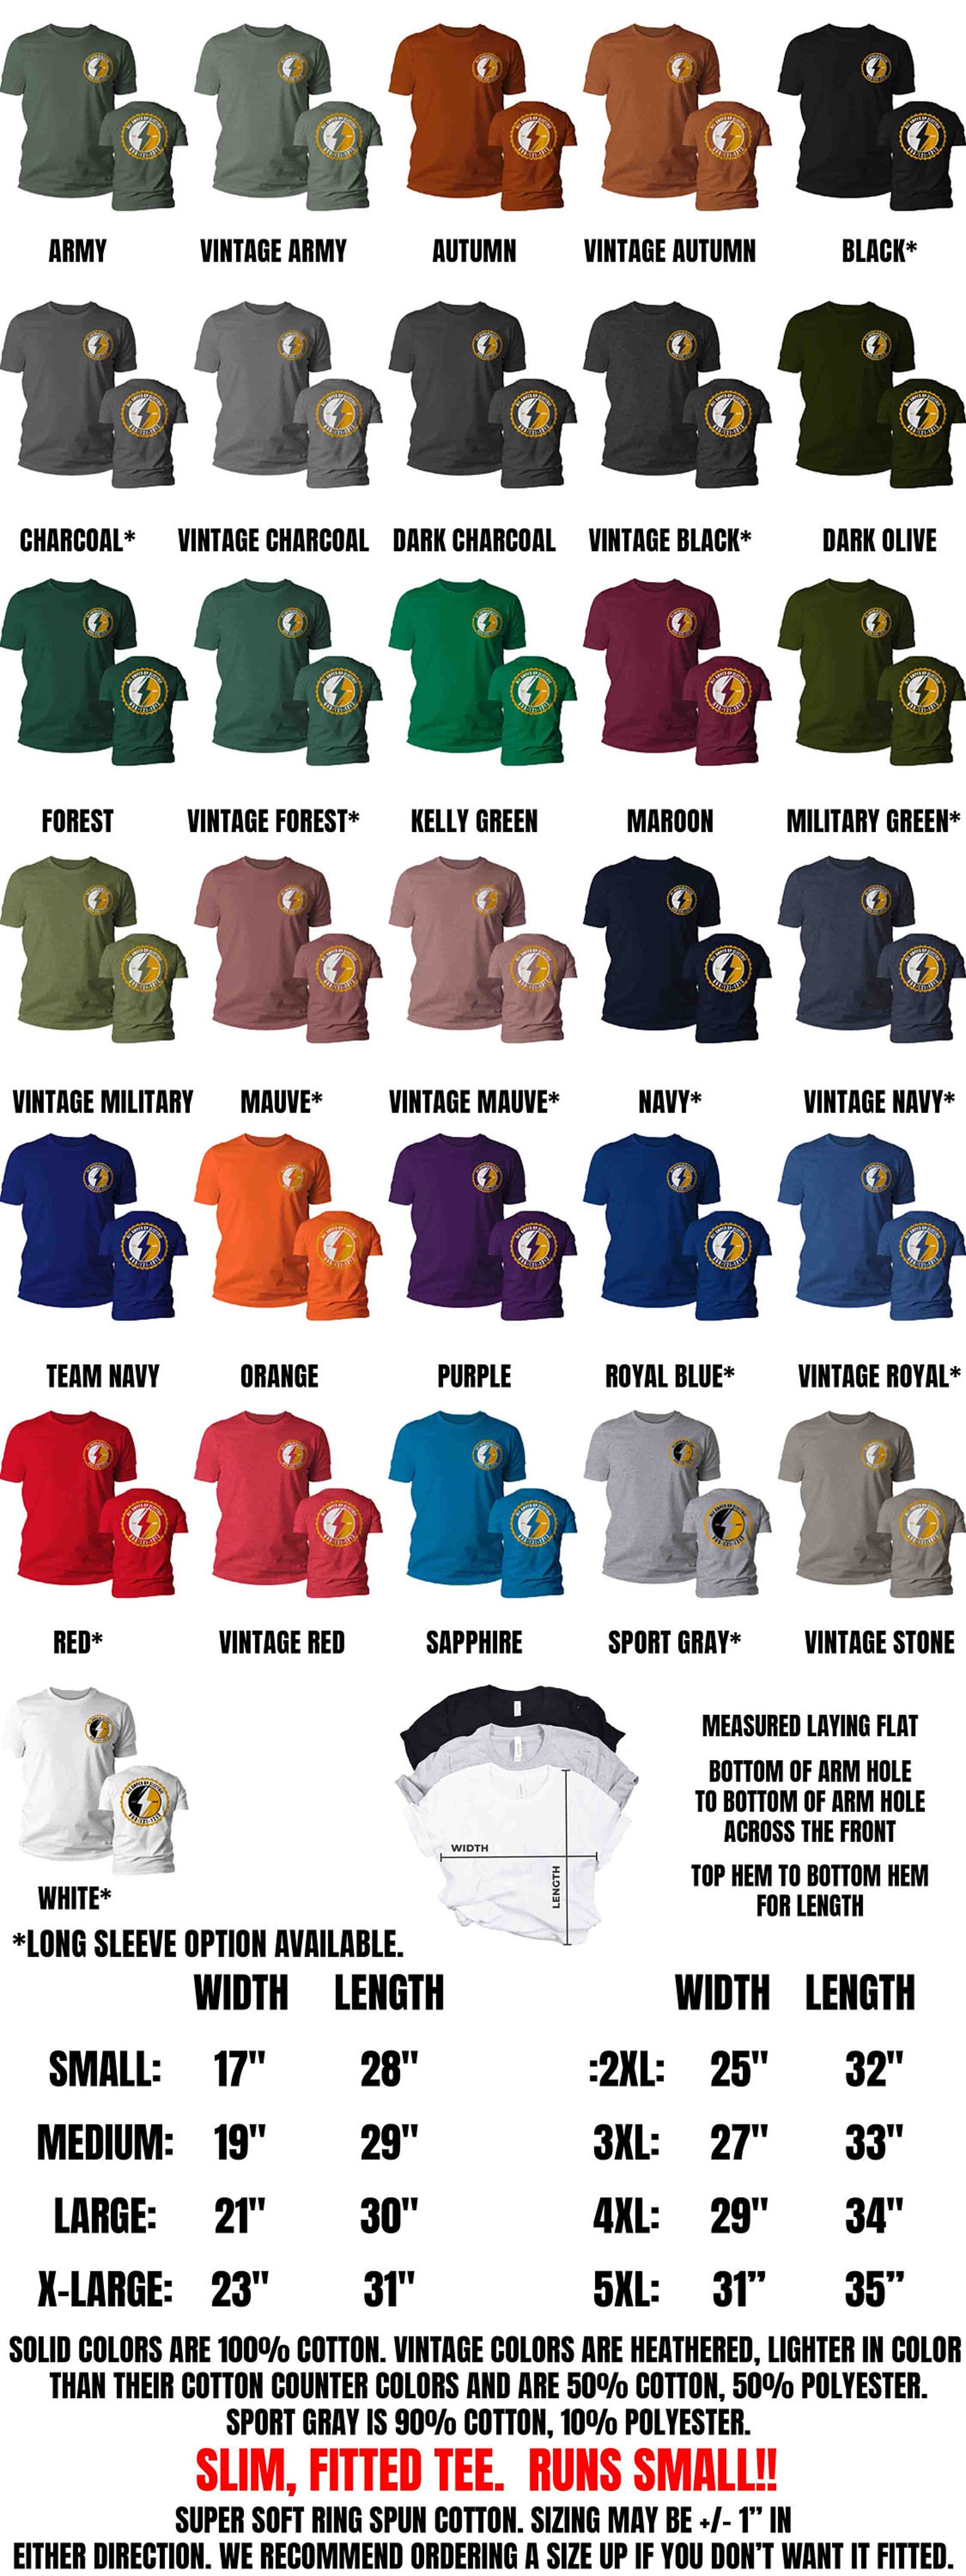 ARMY
VINTAGE ARMY
AUTUMN
VINTAGE AUTUMN
BLACK*
CHARCOAL*
VINTAGE CHARCOAL
DARK CHARCOAL
VINTAGE BLACK*
DARK OLIVE
FOREST
VINTAGE FOREST*
KELLY GREEN
MAROON
MILITARY GREEN*
VINTAGE MILITARY
MAUVE*
VINTAGE MAUVE*
NAVY*
VINTAGE NAVY*
TEAM NAVY
ORANGE
PURPLE
ROYAL BLUE*
VINTAGE ROYAL*
RED*
VINTAGE RED
SAPPHIRE
SPORT GRAY*
VINTAGE STONE
WHITE*
WIDTH
LENGTH
MEASURED LAYING FLAT
BOTTOM OF ARM HOLE
TO BOTTOM OF ARM HOLE
ACROSS THE FRONT
TOP HEM TO BOTTOM HEM
FOR LENGTH
*LONG SLEEVE OPTION AVAILABLE.
WIDTH LENGTH WIDTH LENGTH
SMALL: 17" 28" :2XL: 25" 32"
MEDIUM: 19" 29" 3XL: 27" 33"
LARGE: 21" 30" 4XL: 29" 34"
X-LARGE: 23" 31" 5XL: 31” 35”
SOLID COLORS ARE 100% COTTON. VINTAGE COLORS ARE HEATHERED, LIGHTER IN COLOR
THAN THEIR COTTON COUNTER COLORS AND ARE 50% COTTON, 50% POLYESTER.
SPORT GRAY IS 90% COTTON, 10% POLYESTER.
SLIM, FITTED TEE. RUNS SMALL!!
SUPER SOFT RING SPUN COTTON. SIZING MAY BE +/- 1” IN
EITHER DIRECTION. WE RECOMMEND ORDERING A SIZE UP IF YOU DON’T WANT IT FITTED.